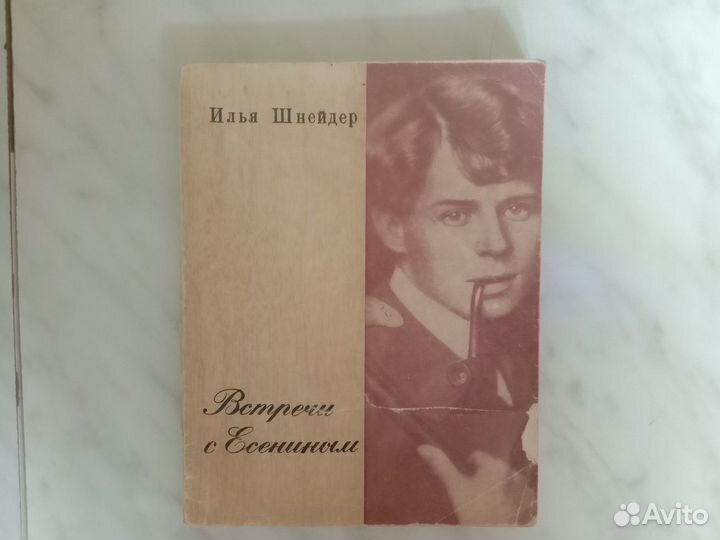 Илья Шнейдер
Встречи
с Есениным
Avito